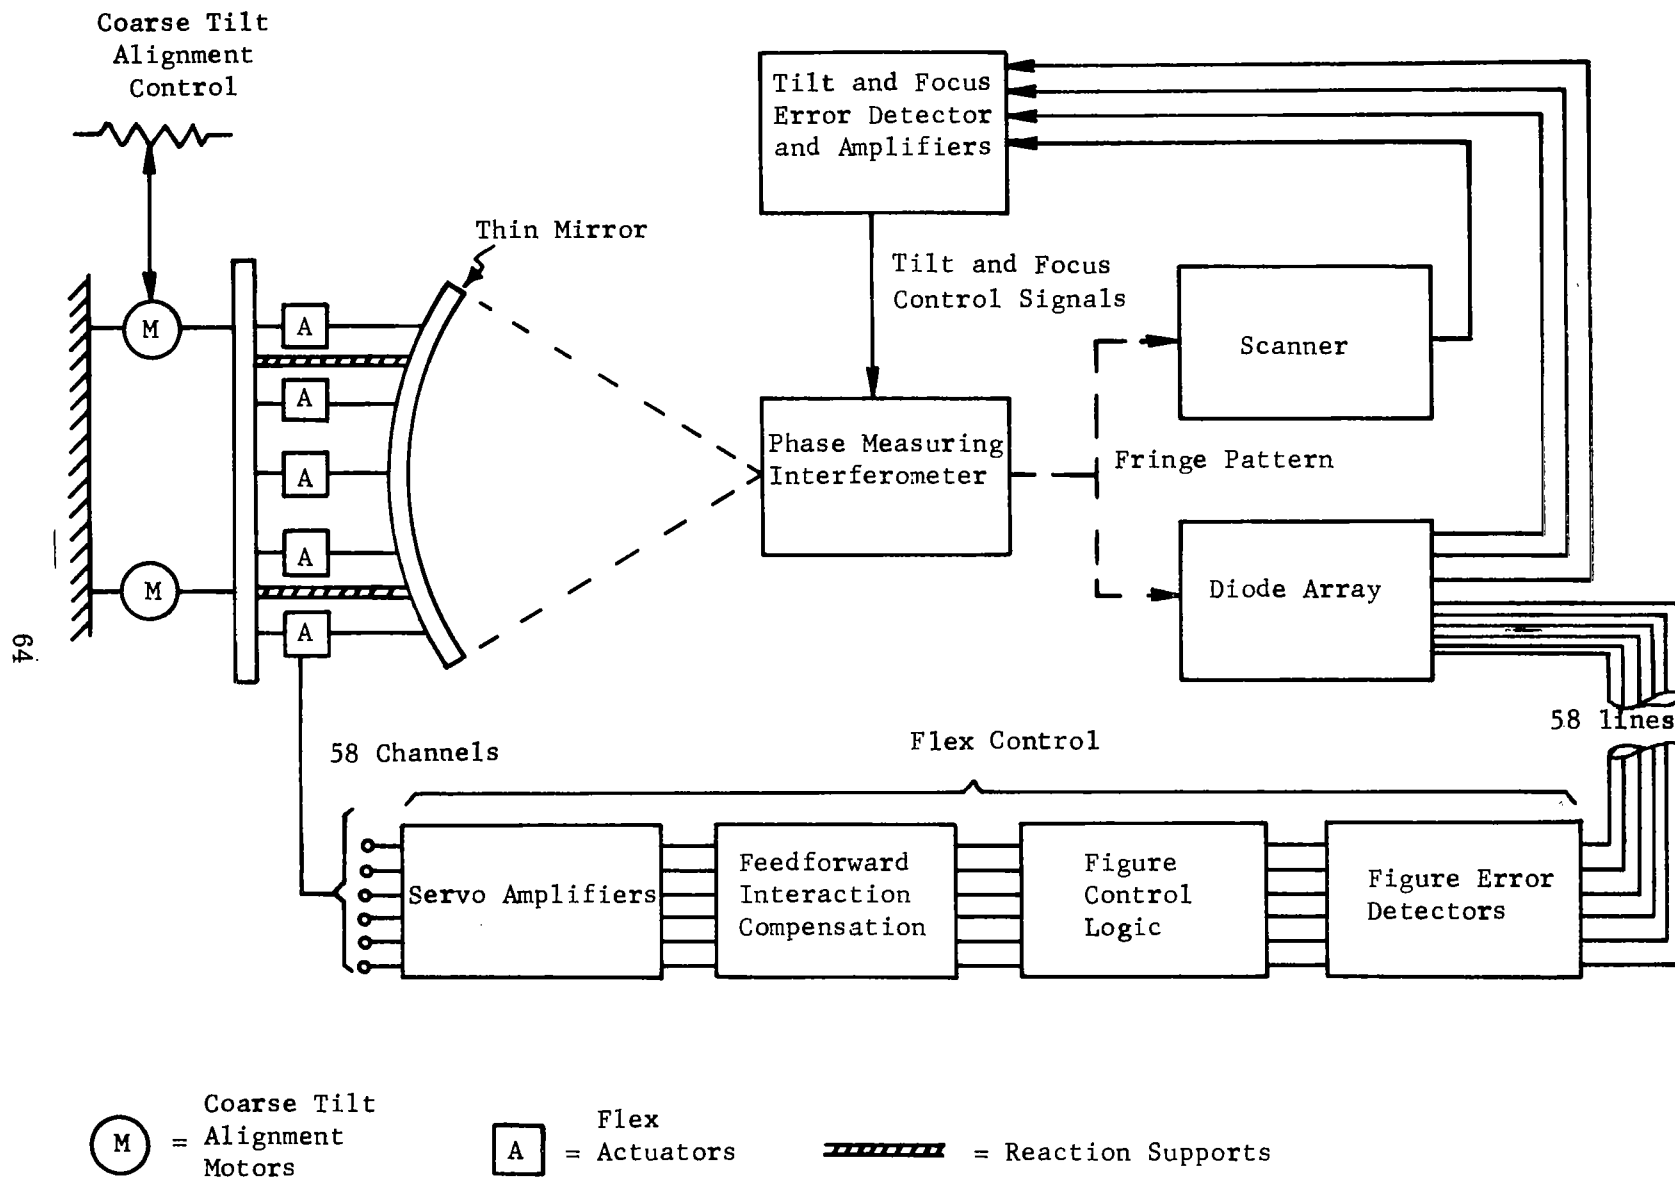 Coarse Tilt
Alignment
Control
Tilt and Focus
Error Detector
and Amplifiers
Thin Mirror
Tilt and Focus
Control Signals
M
A
A
A
A
A
M
Scanner
Phase Measuring
Interferometer
Fringe Pattern
Diode Array
64
58 lines
58 Channels
Flex Control
Servo Amplifiers
Feedforward
Interaction
Compensation
Figure
Control
Logic
Figure Error
Detectors
M = Coarse Tilt
Alignment
Motors
A = Flex
Actuators
= Reaction Supports